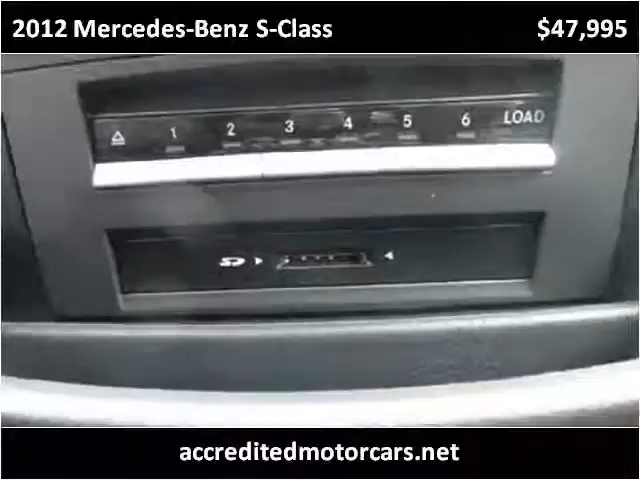 2012 Mercedes-Benz S-Class $47,995
1 2 3 4 5 6 LOAD
SD
accreditedmotorcars.net